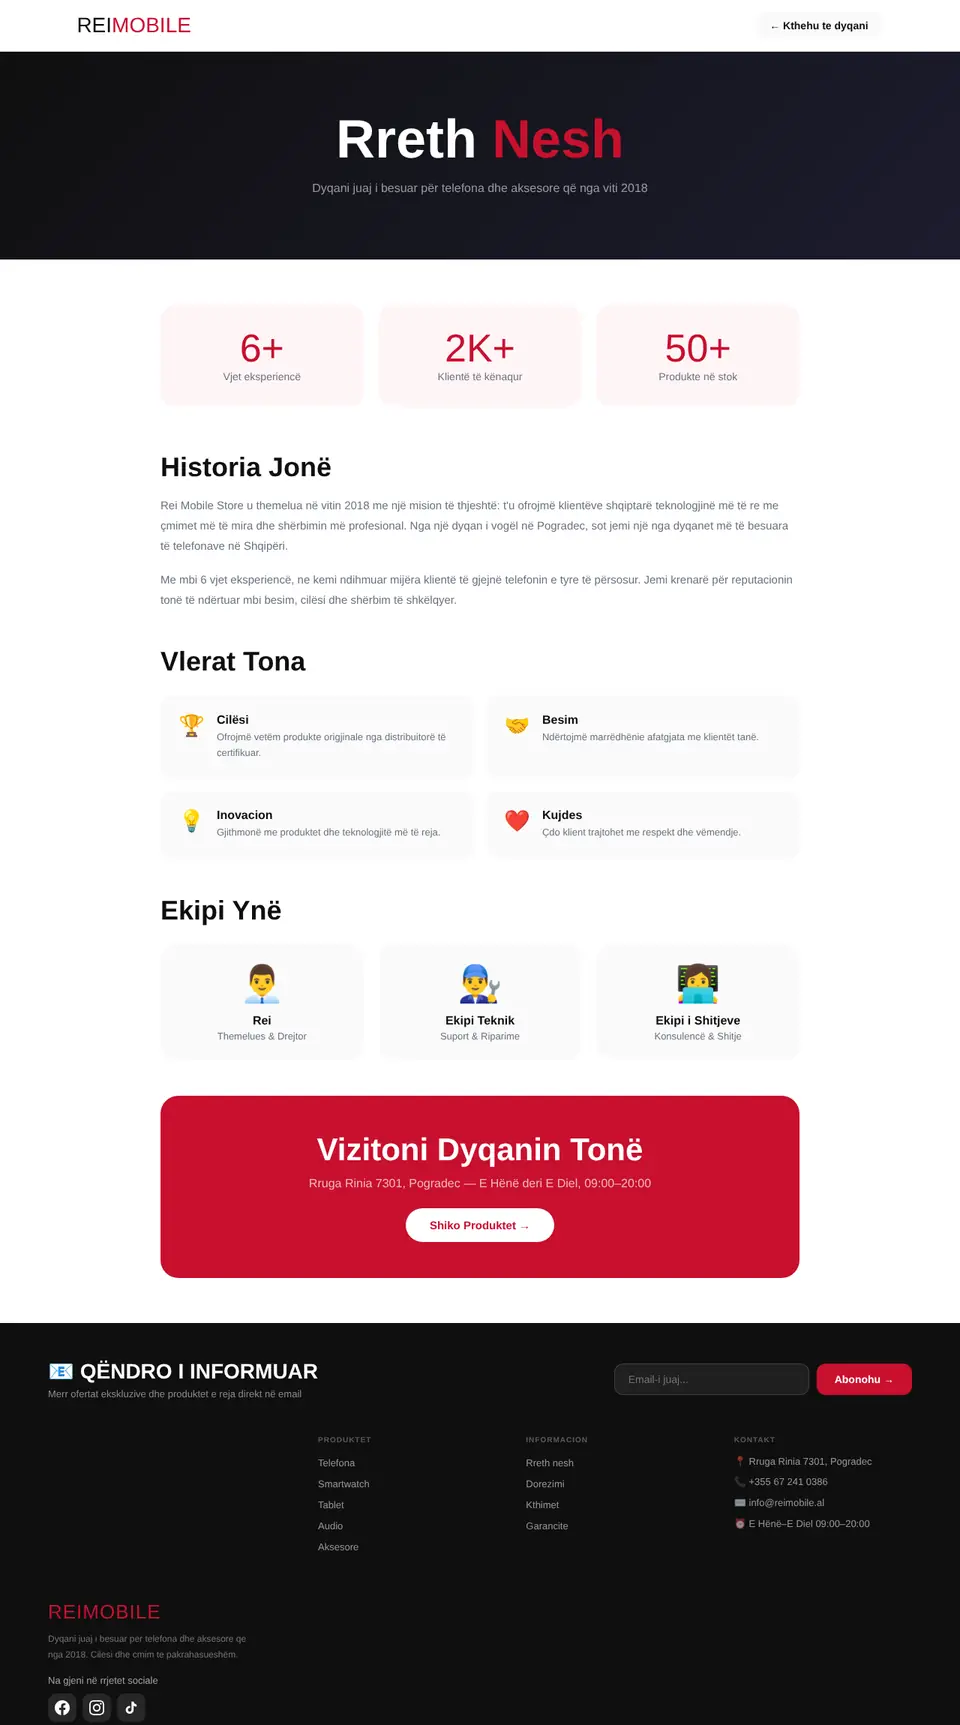 REIMOBILE
← Kthehu te dyqani
Rreth Nesh
Dyqani juaj i besuar për telefona dhe aksesore që nga viti 2018
6+
Vjet eksperiencë
2K+
Klientë të kënaqur
50+
Produkte në stok
Historia Jonë
Rei Mobile Store u themelua në vitin 2018 me një mision të thjeshtë: t'u ofrojmë klientëve shqiptarë teknologjinë më të re me
çmimet më të mira dhe shërbimin më profesional. Nga një dyqan i vogël në Pogradec, sot jemi një nga dyqanet më të besuara
të telefonave në Shqipëri.
Me mbi 6 vjet eksperiencë, ne kemi ndihmuar mijëra klientë të gjejnë telefonin e tyre të përsosur. Jemi krenarë për reputacionin
tonë të ndërtuar mbi besim, cilësi dhe shërbim të shkëlqyer.
Vlerat Tona
Cilësi
Ofrojmë vetëm produkte origjinale nga distribuitorë të
certifikuar.
Besim
Ndërtojmë marrëdhënie afatgjata me klientët tanë.
Inovacion
Gjithmonë me produktet dhe teknologjitë më të reja.
Kujdes
Çdo klient trajtohet me respekt dhe vëmendje.
Ekipi Ynë
Rei
Themelues & Drejtor
Ekipi Teknik
Suport & Riparime
Ekipi i Shitjeve
Konsulencë & Shitje
Vizitoni Dyqanin Tonë
Rruga Rinia 7301, Pogradec — E Hënë deri E Diel, 09:00–20:00
Shiko Produktet →
📧 QËNDRO I INFORMUAR
Merr ofertat ekskluzive dhe produktet e reja direkt në email
Email-i juaj...
Abonohu →
PRODUKTET
Telefona
Smartwatch
Tablet
Audio
Aksesore
INFORMACION
Rreth nesh
Dorezimi
Kthimet
Garancite
KONTAKT
📍 Rruga Rinia 7301, Pogradec
📞 +355 67 241 0386
✉️ info@reimobile.al
⏰ E Hënë–E Diel 09:00–20:00
REIMOBILE
Dyqani juaj i besuar per telefona dhe aksesore qe
nga 2018. Cilesi dhe cmim te pakrahasueshëm.
Na gjeni në rrjetet sociale